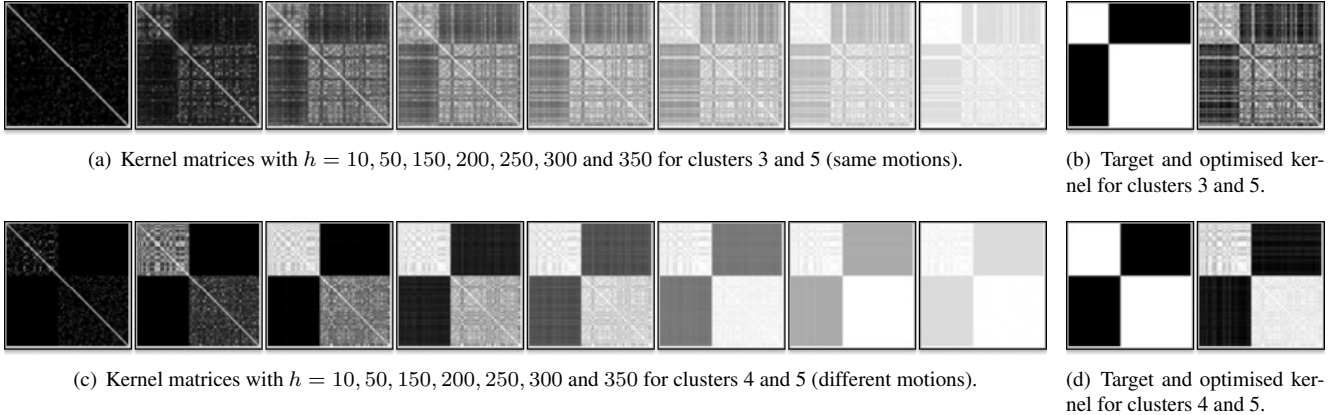 (a) Kernel matrices with h = 10, 50, 150, 200, 250, 300 and 350 for clusters 3 and 5 (same motions).
(b) Target and optimised ker-
nel for clusters 3 and 5.
(c) Kernel matrices with h = 10, 50, 150, 200, 250, 300 and 350 for clusters 4 and 5 (different motions).
(d) Target and optimised ker-
nel for clusters 4 and 5.